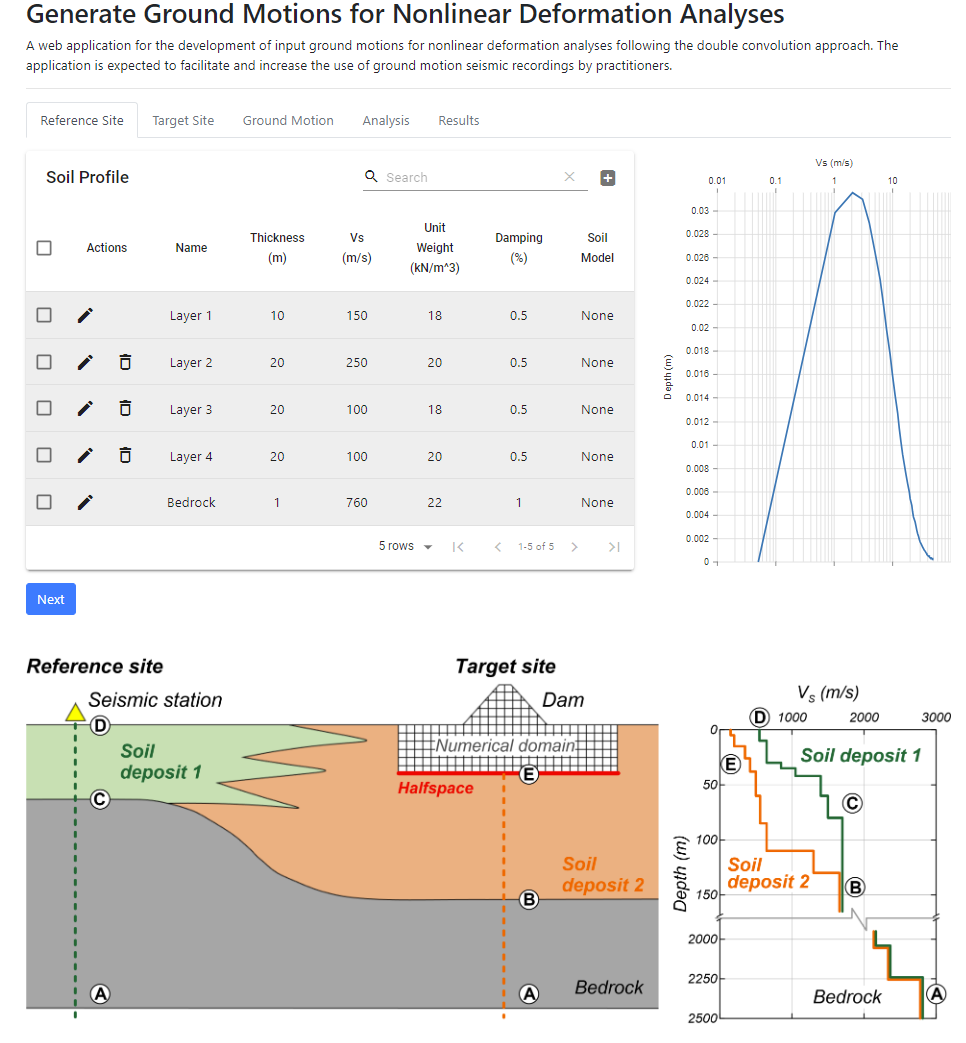 Generate Ground Motions for Nonlinear Deformation Analyses
A web application for the development of input ground motions for nonlinear deformation analyses following the double convolution approach. The
application is expected to facilitate and increase the use of ground motion seismic recordings by practitioners.
Reference Site Target Site Ground Motion Analysis Results
Soil Profile
Search
Actions Name Thickness (m) Vs (m/s) Unit Weight (kN/m^3) Damping (%) Soil Model
Layer 1 10 150 18 0.5 None
Layer 2 20 250 20 0.5 None
Layer 3 20 100 18 0.5 None
Layer 4 20 100 20 0.5 None
Bedrock 1 760 22 1 None
5 rows 1-5 of 5
Vs (m/s)
0.01 0.1 1 10
0.03
0.028
0.026
0.024
0.022
0.02
0.018
0.016
0.014
0.012
0.01
0.008
0.006
0.004
0.002
0
Depth (m)
Next
Reference site
Target site
Seismic station
Dam
D
Soil
deposit 1
Numerical domain
E
Halfspace
C
Soil
deposit 2
B
A
A
Bedrock
Vs (m/s)
D 1000 2000 3000
0
50
100
150
2000
2250
2500
Depth (m)
Soil deposit 1
E
C
Soil
deposit 2
B
Bedrock
A